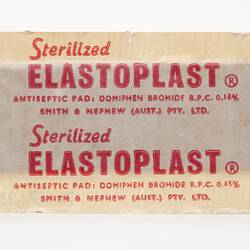 Sterilized
ELASTOPLAST®
ANTISEPTIC PAD: DOMIPHEN BROMIDE B.P.C. 0.15%
SMITH & NEPHEW (AUST.) PTY. LTD.
Sterilized
ELASTOPLAST®
ANTISEPTIC PAD: DOMIPHEN BROMIDE B.P.C. 0.15%
SMITH & NEPHEW (AUST.) PTY. LTD.